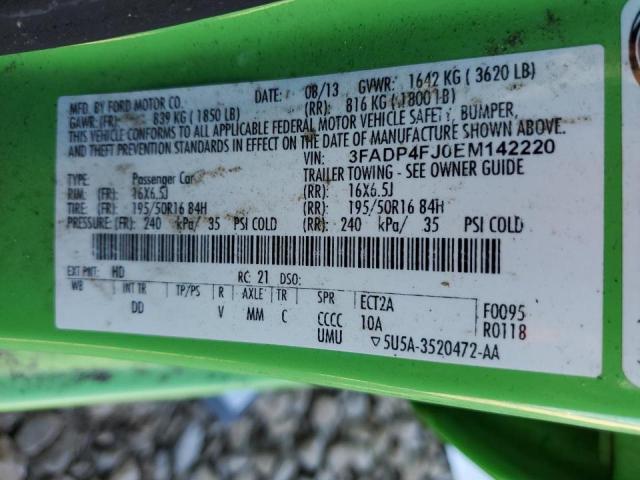 MFD. BY FORD MOTOR CO. DATE: 08/13 GVWR: 1642 KG ( 3620 LB)
GAWR: (FR): 839 KG ( 1850 LB) (RR): 816 KG ( 1800 LB)
THIS VEHICLE CONFORMS TO ALL APPLICABLE FEDERAL MOTOR VEHICLE SAFETY, BUMPER,
AND THEFT PREVENTION STANDARDS IN EFFECT ON THE DATE OF MANUFACTURE SHOWN ABOVE.
VIN: 3FADP4FJ0EM142220
TYPE: Passenger Car TRAILER TOWING - SEE OWNER GUIDE
RIM: (FR): 16X6.5J (RR): 16X6.5J
TIRE: (FR): 195/50R16 84H (RR): 195/50R16 84H
PRESSURE: (FR): 240 kPa/ 35 PSI COLD (RR): 240 kPa/ 35 PSI COLD
EXT PNT: HD RC: 21 DSO:
WB INT TR TP/PS R AXLE TR SPR ECT2A F0095
DD V MM C CCCC 10A R0118
UMU ▽5U5A-3520472-AA